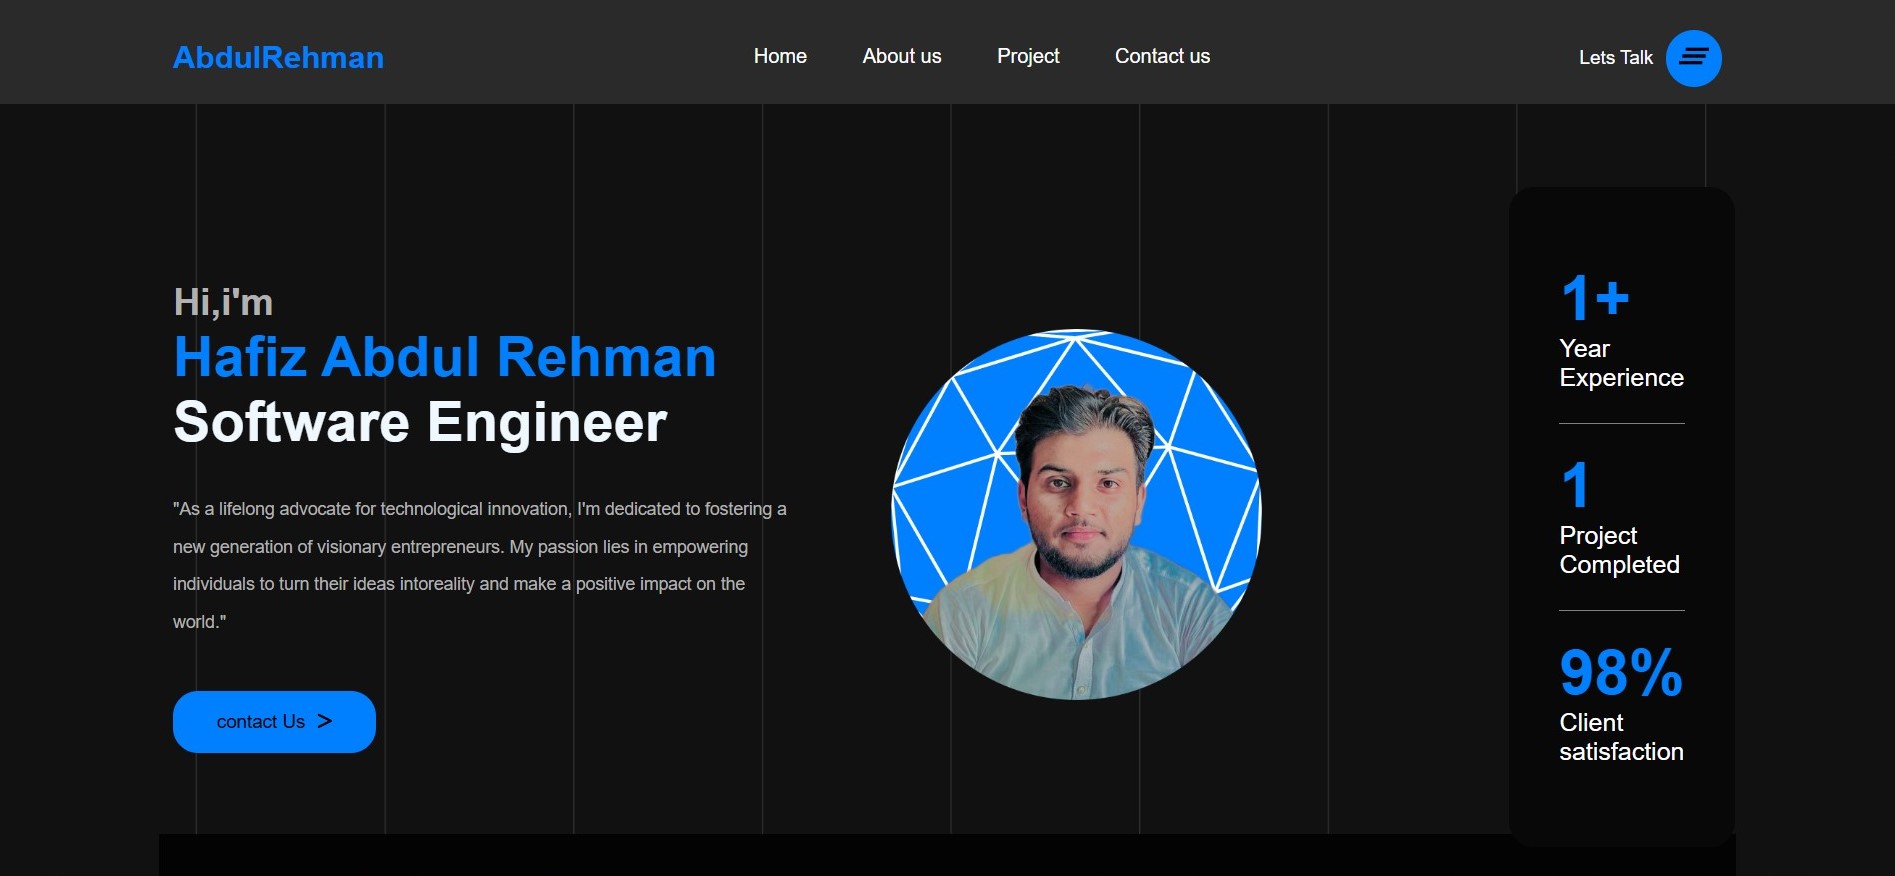 AbdulRehman
Home
About us
Project
Contact us
Lets Talk
Hi,i'm
Hafiz Abdul Rehman
Software Engineer
"As a lifelong advocate for technological innovation, I'm dedicated to fostering a
new generation of visionary entrepreneurs. My passion lies in empowering
individuals to turn their ideas intoreality and make a positive impact on the
world."
contact Us >
1+
Year
Experience
1
Project
Completed
98%
Client
satisfaction